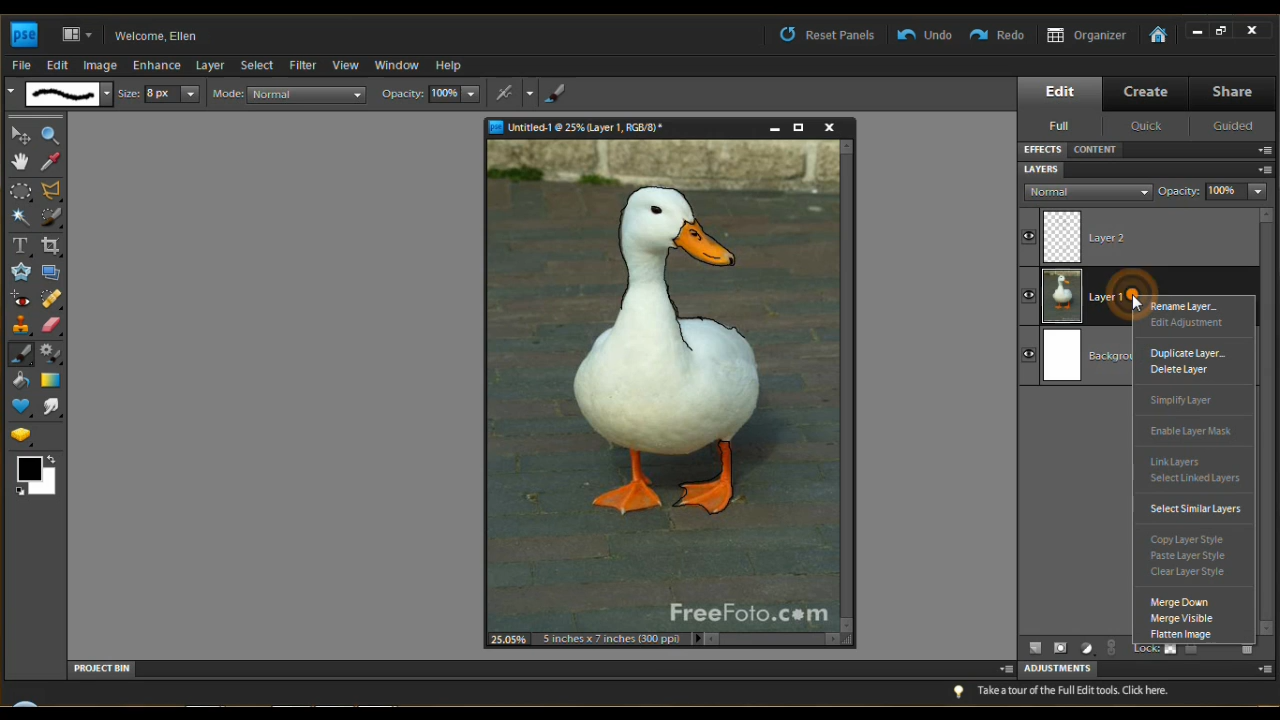 pse Welcome, Ellen Reset Panels Undo Redo Organizer
File Edit Image Enhance Layer Select Filter View Window Help
Size: 8 px Mode: Normal Opacity: 100%
Edit Create Share
Full Quick Guided
EFFECTS CONTENT
LAYERS
Normal Opacity: 100%
Layer 2
Layer 1
Backgrou
pse Untitled-1 @ 25% (Layer 1, RGB/8) *
FreeFoto.com
25.05% 5 inches x 7 inches (300 ppi)
Rename Layer...
Edit Adjustment
Duplicate Layer...
Delete Layer
Simplify Layer
Enable Layer Mask
Link Layers
Select Linked Layers
Select Similar Layers
Copy Layer Style
Paste Layer Style
Clear Layer Style
Merge Down
Merge Visible
Flatten Image
Lock:
PROJECT BIN
ADJUSTMENTS
Take a tour of the Full Edit tools. Click here.